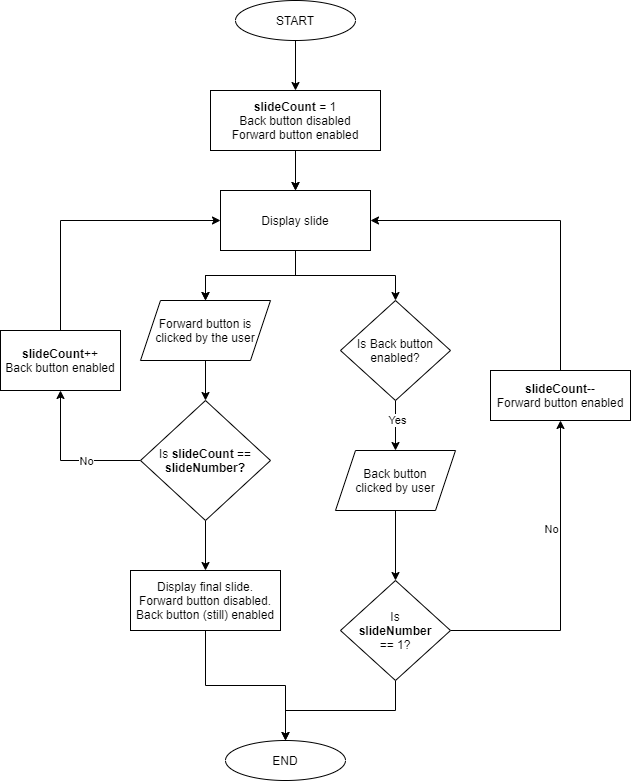 START
slideCount = 1
Back button disabled
Forward button enabled
Display slide
Forward button is
clicked by the user
Is Back button
enabled?
slideCount++
Back button enabled
slideCount--
Forward button enabled
Yes
Is slideCount ==
slideNumber?
No
Back button
clicked by user
No
Display final slide.
Forward button disabled.
Back button (still) enabled
Is
slideNumber
== 1?
END